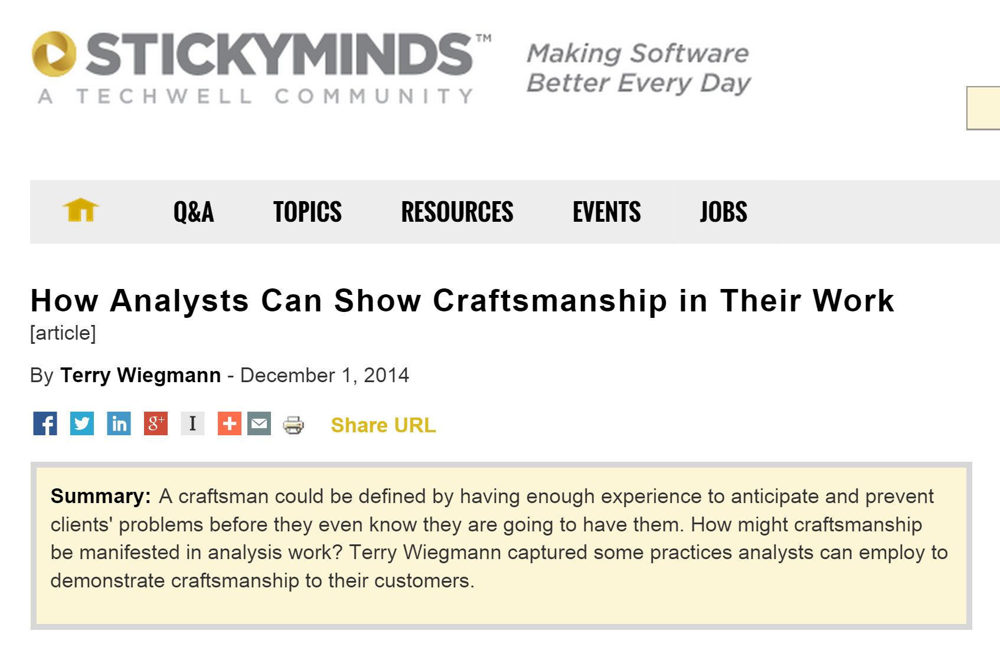 STICKYMINDS™
A TECHWELL COMMUNITY
Making Software
Better Every Day
Q&A TOPICS RESOURCES EVENTS JOBS
How Analysts Can Show Craftsmanship in Their Work
[article]
By Terry Wiegmann - December 1, 2014
f in g+ I + Share URL
Summary: A craftsman could be defined by having enough experience to anticipate and prevent
clients' problems before they even know they are going to have them. How might craftsmanship
be manifested in analysis work? Terry Wiegmann captured some practices analysts can employ to
demonstrate craftsmanship to their customers.